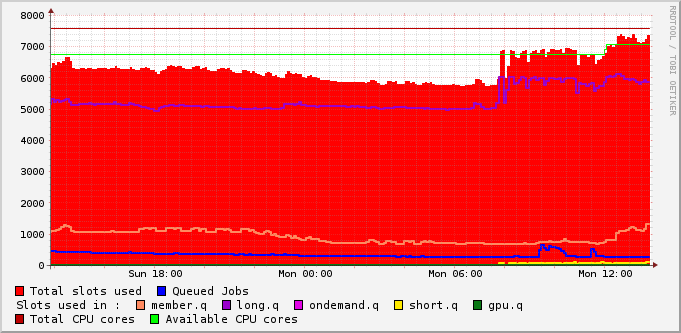 8000
7000
6000
5000
4000
3000
2000
1000
0
Sun 18:00 Mon 00:00 Mon 06:00 Mon 12:00
RRDTOOL / TOBI OETIKER
Total slots used Queued Jobs
Slots used in : member.q long.q ondemand.q short.q gpu.q
Total CPU cores Available CPU cores